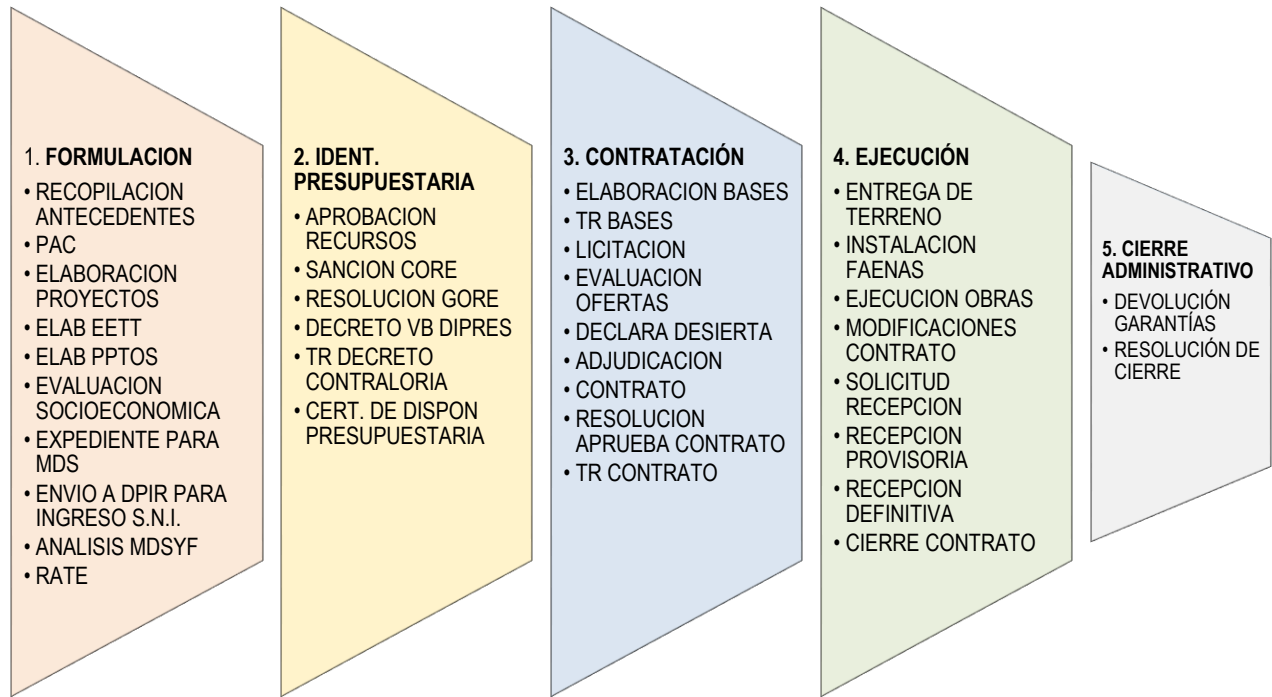 1. FORMULACION
• RECOPILACION
ANTECEDENTES
• PAC
• ELABORACION
PROYECTOS
• ELAB EETT
• ELAB PPTOS
• EVALUACION
SOCIOECONOMICA
• EXPEDIENTE PARA
MDS
• ENVIO A DPIR PARA
INGRESO S.N.I.
• ANALISIS MDSYF
• RATE
2. IDENT.
PRESUPUESTARIA
• APROBACION
RECURSOS
• SANCION CORE
• RESOLUCION GORE
• DECRETO VB DIPRES
• TR DECRETO
CONTRALORIA
• CERT. DE DISPON
PRESUPUESTARIA
3. CONTRATACIÓN
• ELABORACION BASES
• TR BASES
• LICITACION
• EVALUACION
OFERTAS
• DECLARA DESIERTA
• ADJUDICACION
• CONTRATO
• RESOLUCION
APRUEBA CONTRATO
• TR CONTRATO
4. EJECUCIÓN
• ENTREGA DE
TERRENO
• INSTALACION
FAENAS
• EJECUCION OBRAS
• MODIFICACIONES
CONTRATO
• SOLICITUD
RECEPCION
• RECEPCION
PROVISORIA
• RECEPCION
DEFINITIVA
• CIERRE CONTRATO
5. CIERRE
ADMINISTRATIVO
• DEVOLUCIÓN
GARANTÍAS
• RESOLUCIÓN DE
CIERRE